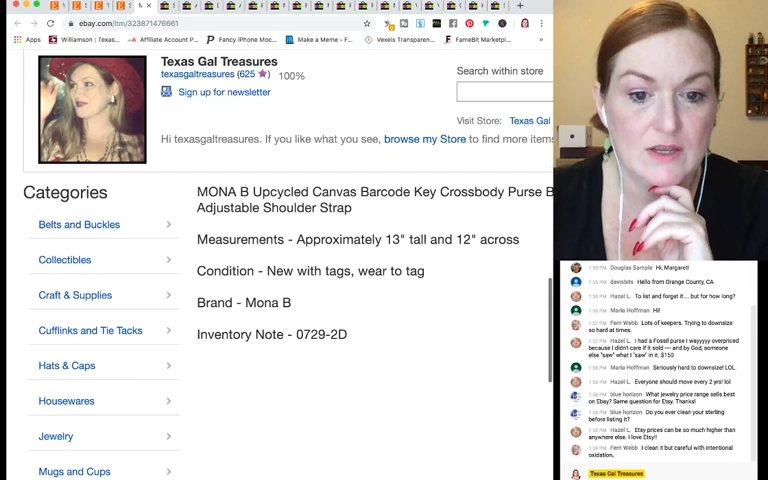 ebay.com/itm/323871476661
Apps
Williamson | Texas...
Affiliate Account P...
Fancy iPhone Moc...
Make a Meme - F...
Vexels Transparen...
FameBit Marketpl...
Texas Gal Treasures
texasgaltreasures (625 ) 100%
Sign up for newsletter
Search within store
Visit Store: Texas Gal
Hi texasgaltreasures. If you like what you see, browse my Store to find more items
Categories
Belts and Buckles
Collectibles
Craft & Supplies
Cufflinks and Tie Tacks
Hats & Caps
Housewares
Jewelry
Mugs and Cups
MONA B Upcycled Canvas Barcode Key Crossbody Purse B
Adjustable Shoulder Strap
Measurements - Approximately 13" tall and 12" across
Condition - New with tags, wear to tag
Brand - Mona B
Inventory Note - 0729-2D
Douglas Sample Hi, Margaret!
Hello from Orange County, CA
Hazel L. To list and forget it.... but for how long?
Maria Hoffman Hi!
Fern Webb Lots of keepers. Trying to downsize
so hard at times.
Hazel L. I had a Fossil purse I wayyyyy overpriced
because I didn't care if it sold --- and by God, someone
else "saw" what I "saw" in it. $150
Maria Hoffman Seriously hard to downsize! LOL
Hazel L. Everyone should move every 2 yrs! lol
blue horizon What jewelry price range sells best
on Ebay? Same question for Etsy. Thanks!
blue horizon Do you ever clean your sterling
before listing it?
Hazel L. Etsy prices can be so much higher than
anywhere else. I love Etsy!!
Fern Webb I clean it but careful with intentional
oxidation.
Texas Gal Treasures